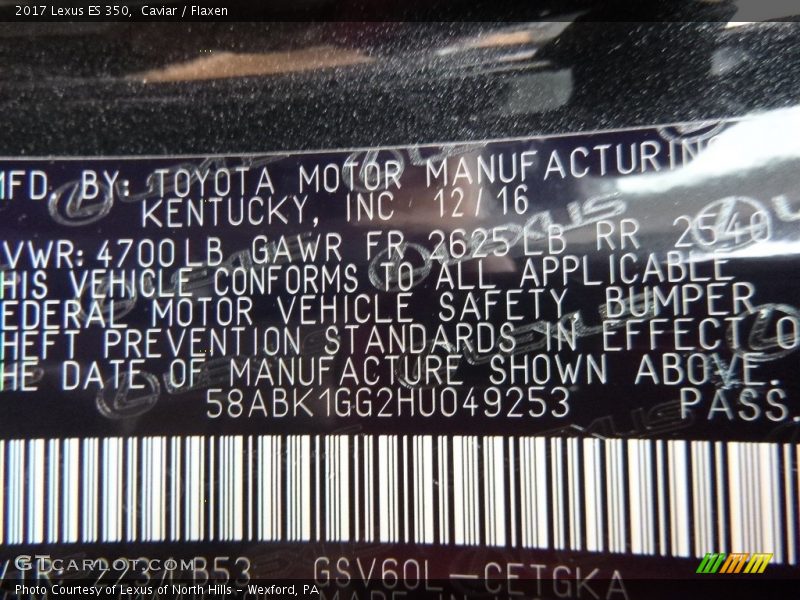 2017 Lexus ES 350,  Caviar / Flaxen
MFD. BY: TOYOTA MOTOR MANUFACTURING
KENTUCKY, INC 12/16
VWR: 4700LB GAWR FR 2625LB RR 2540
HIS VEHICLE CONFORMS TO ALL APPLICABLE
EDERAL MOTOR VEHICLE SAFETY BUMPER
HEFT PREVENTION STANDARDS IN EFFECT O
HE DATE OF MANUFACTURE SHOWN ABOVE.
58ABK1GG2HU049253 PASS.
/TR: 223/LB53 GSV60L-CETGKA
GTcarlot.com
Photo Courtesy of Lexus of North Hills - Wexford, PA